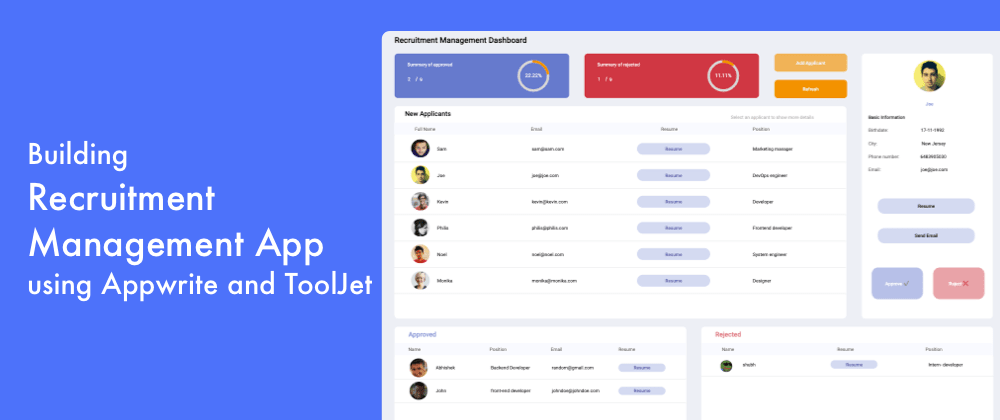 Building
Recruitment
Management App
using Appwrite and ToolJet
Recruitment Management Dashboard
Summary of approved
2 / 9
22.22%
Summary of rejected
1 / 9
11.11%
Add Applicant
Refresh
New Applicants
Select an applicant to show more details
Full Name Email Resume Position
Sam sam@sam.com Resume Marketing manager
Joe joe@joe.com Resume DevOps engineer
Kevin kevin@kevin.com Resume Developer
Philis philis@philis.com Resume Frontend developer
Noel noel@noel.com Resume System engineer
Monika monika@monika.com Resume Designer
Joe
Basic Information
Birthdate: 17-11-1992
City: New Jersey
Phone number:
Email: joe@joe.com
Resume
Send Email
Approve ✓
Reject ❌
Approved
Name Position Email Resume
Abhishek Backend Developer random@gmail.com Resume
John frontend developer johndoe@johndoe.com Resume
Rejected
Name Resume Position
shubh Resume Intern- developer